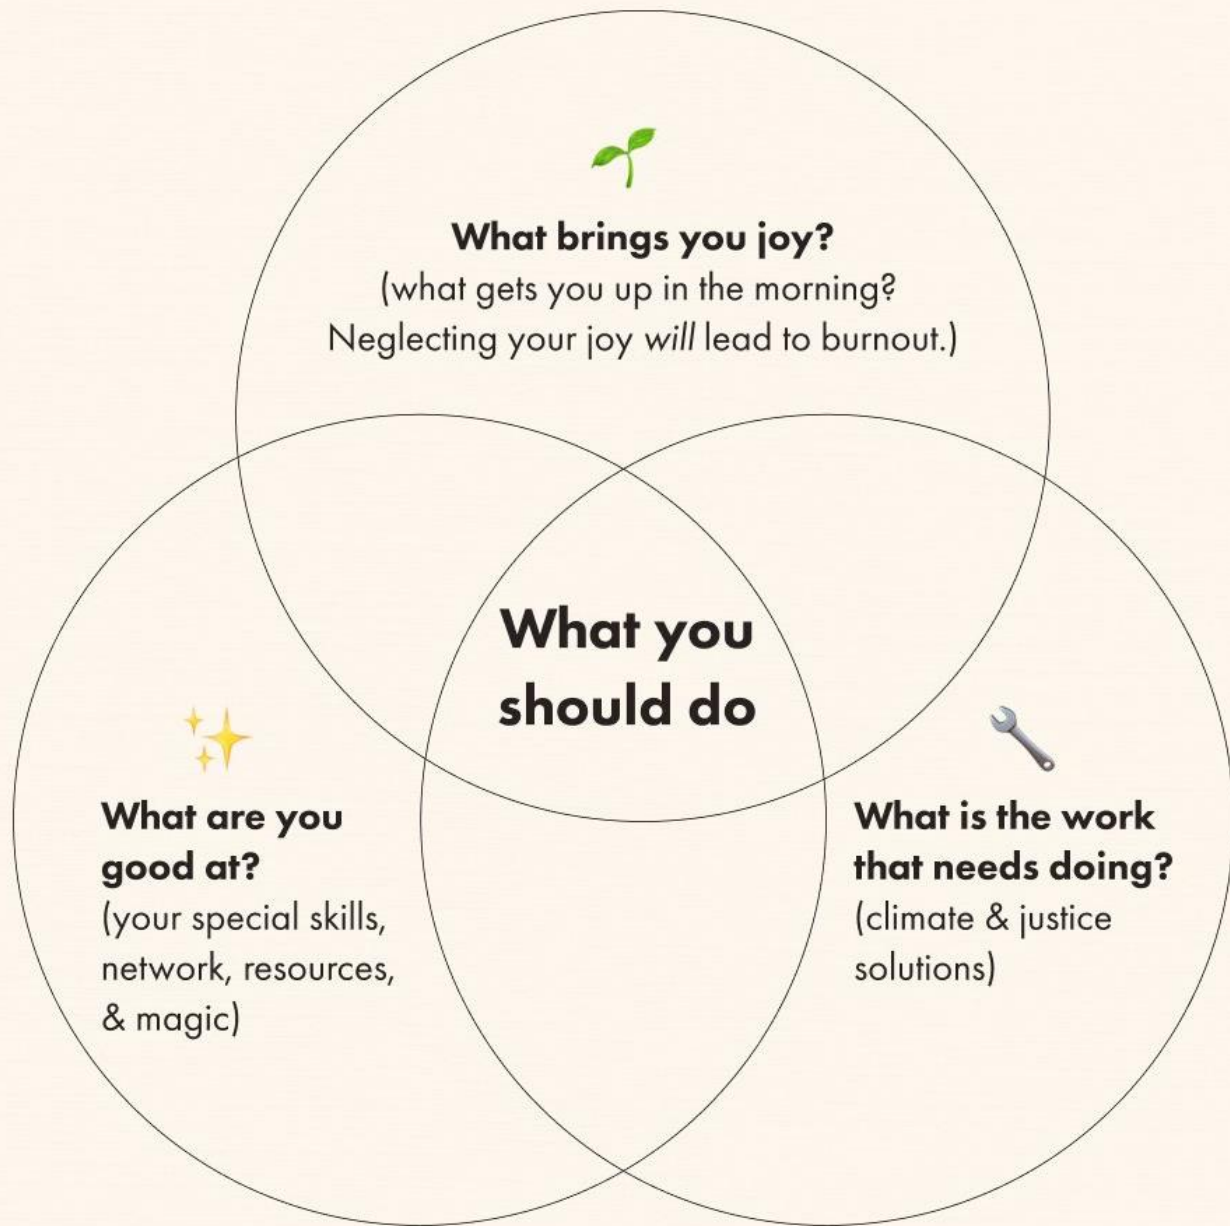 What brings you joy?
(what gets you up in the morning?
Neglecting your joy will lead to burnout.)
What you
should do
What are you
good at?
(your special skills,
network, resources,
& magic)
What is the work
that needs doing?
(climate & justice
solutions)